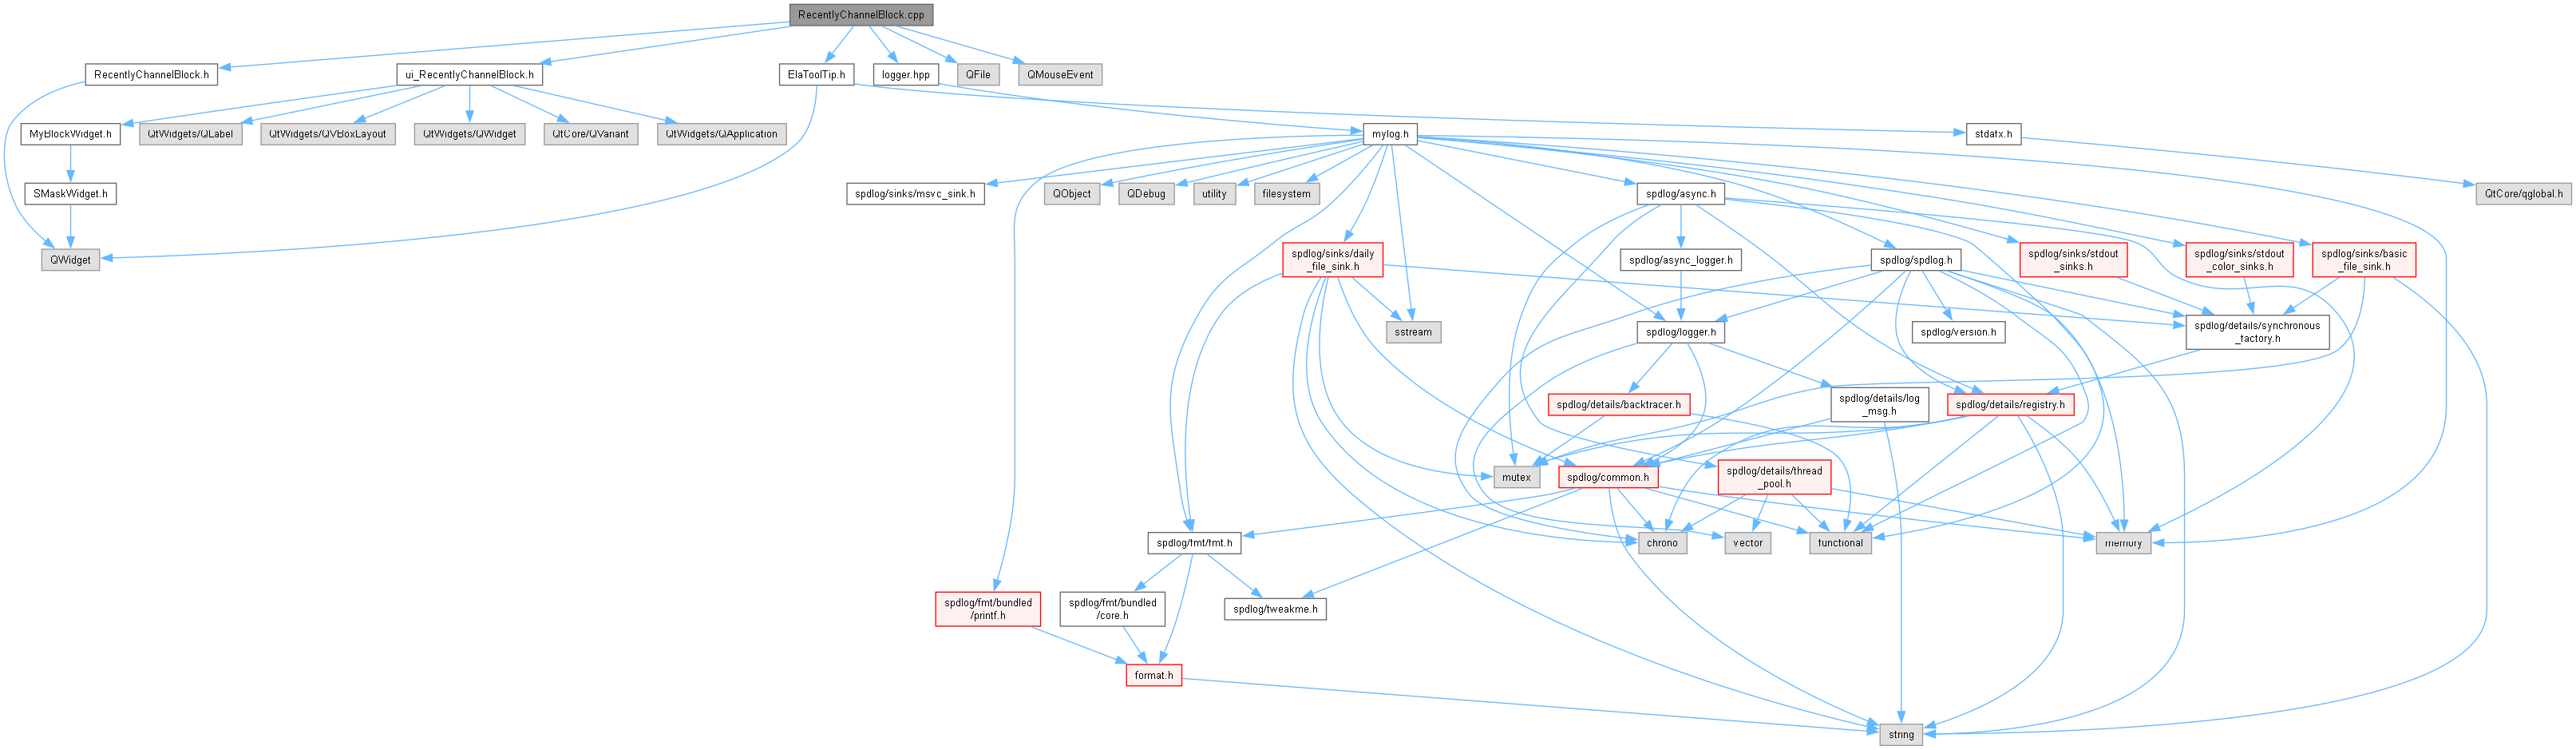 RecentlyChannelBlock.cpp
RecentlyChannelBlock.h
ui_RecentlyChannelBlock.h
ElaToolTip.h
logger.hpp
QFile
QMouseEvent
MyBlockWidget.h
QtWidgets/QLabel
QtWidgets/QVBoxLayout
QtWidgets/QWidget
QtCore/QVariant
QtWidgets/QApplication
mylog.h
stdafx.h
SMaskWidget.h
spdlog/sinks/msvc_sink.h
QObject
QDebug
utility
filesystem
spdlog/async.h
QtCore/qglobal.h
QWidget
spdlog/sinks/daily
_file_sink.h
spdlog/async_logger.h
spdlog/spdlog.h
spdlog/sinks/stdout
_sinks.h
spdlog/sinks/stdout
_color_sinks.h
spdlog/sinks/basic
_file_sink.h
sstream
spdlog/logger.h
spdlog/version.h
spdlog/details/synchronous
_factory.h
spdlog/details/backtracer.h
spdlog/details/log
_msg.h
spdlog/details/registry.h
mutex
spdlog/common.h
spdlog/details/thread
_pool.h
spdlog/fmt/fmt.h
chrono
vector
functional
memory
spdlog/fmt/bundled
/printf.h
spdlog/fmt/bundled
/core.h
spdlog/tweakme.h
format.h
string